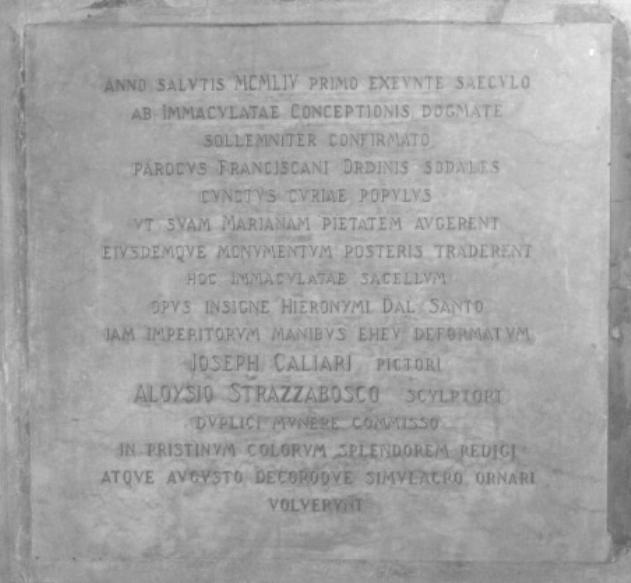 ANNO SALVTIS MCMLIV PRIMO EXEVNTE SAECVLO
AB IMMACVLATAE CONCEPTIONIS DOGMATE
SOLLEMNITER CONFIRMATO
PAROCVS FRANCISCANI ORDINIS SODALES
CVNCTVS CVRIAE POPVLVS
VT SVAM MARIANAM PIETATEM AVGERENT
EIVSDEMQVE MONVMENTVM POSTERIS TRADERENT
HOC IMMACVLATAE SACELLVM
OPVS INSIGNE HIERONYMI DAL SANTO
IAM IMPERITORVM MANIBVS EHEV DEFORMATVM
IOSEPH CALIARI PICTORI
ALOYSIO STRAZZABOSCO SCVLPTORI
DVPLICI MVNERE COMMISSO
IN PRISTINVM COLORVM SPLENDOREM REDIGI
ATQVE AVGVSTO DECOROQVE SIMVLACRO ORNARI
VOLVERVNT